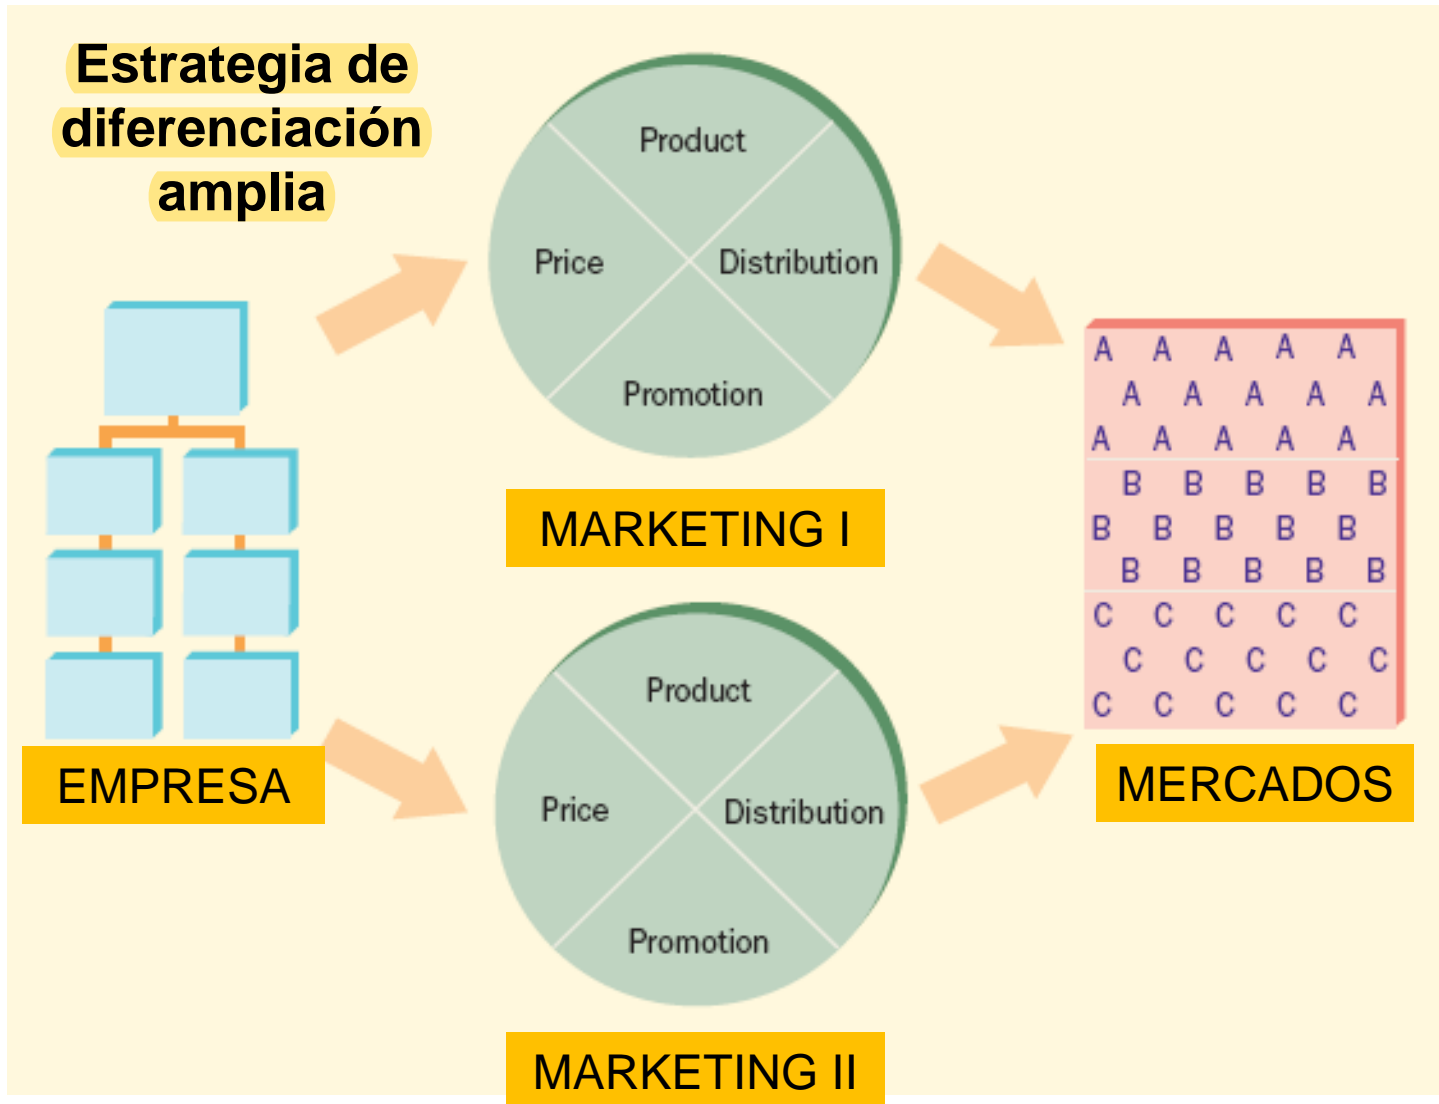 Estrategia de
diferenciación
amplia
Product
Price
Distribution
Promotion
MARKETING I
Product
Price
Distribution
Promotion
MARKETING II
EMPRESA
A A A A A
A A A A A
A A A A A
B B B B B
B B B B B
B B B B B
C C C C C
C C C C C
C C C C C
MERCADOS